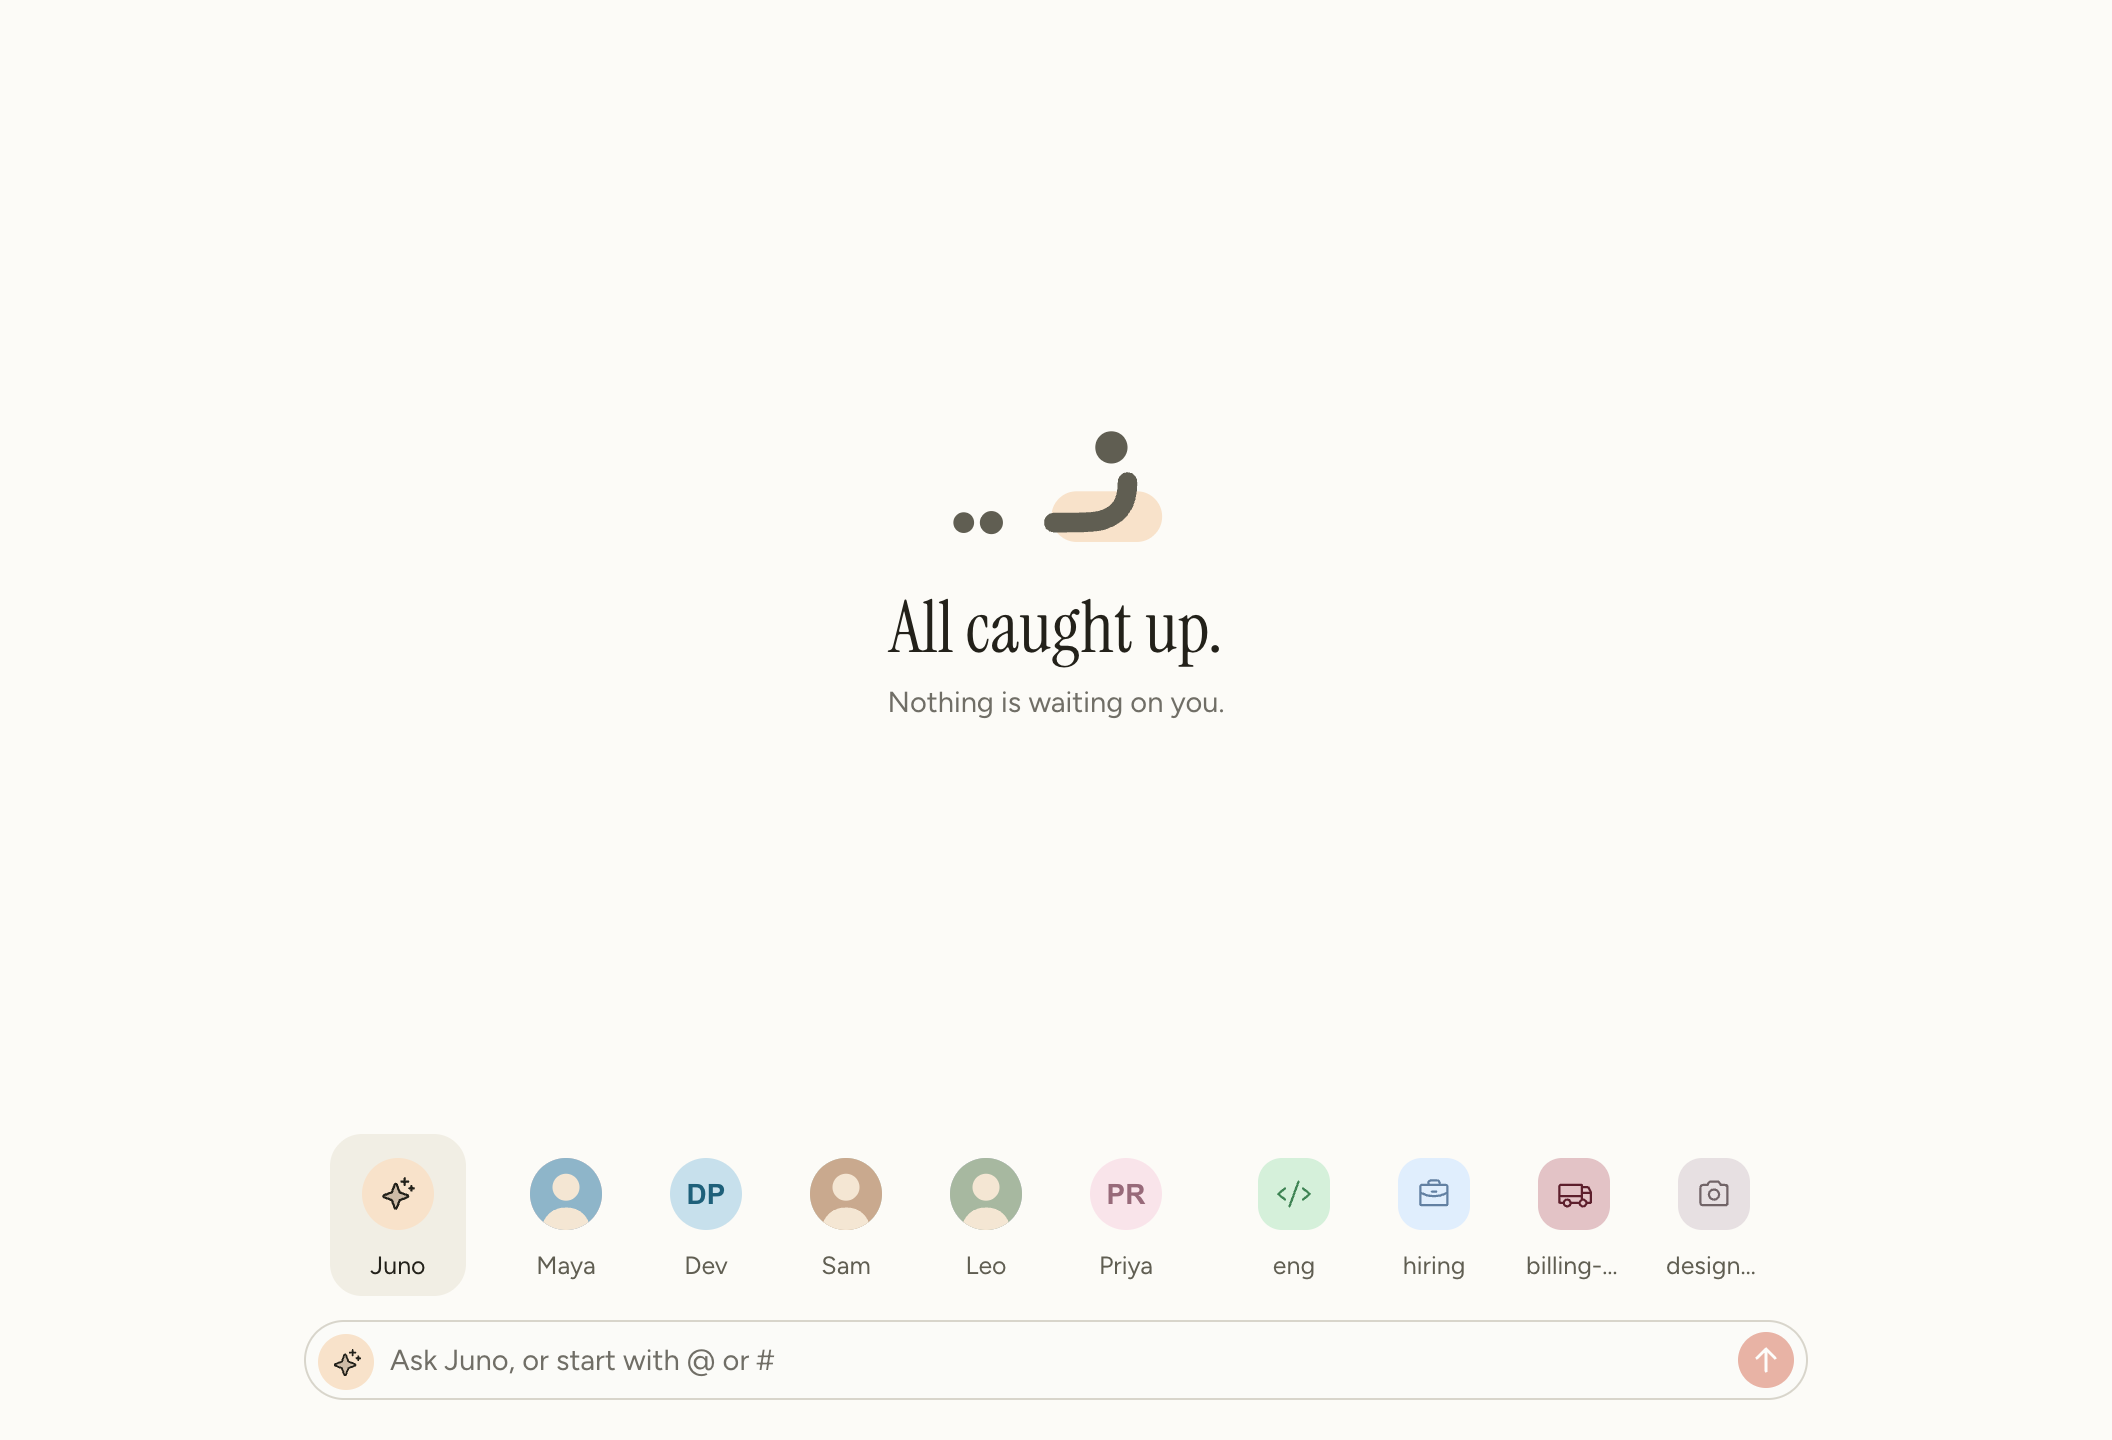 All caught up.
Nothing is waiting on you.
DP
PR
Juno
Maya
Dev
Sam
Leo
Priya
eng
hiring
billing-...
design...
Ask Juno, or start with @ or #